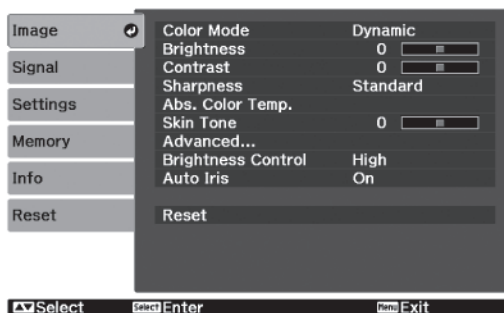 Image
Signal
Settings
Memory
Info
Reset
Color Mode Dynamic
Brightness 0
Contrast 0
Sharpness Standard
Abs. Color Temp.
Skin Tone 0
Advanced...
Brightness Control High
Auto Iris On
Reset
Select Select Enter Menu Exit